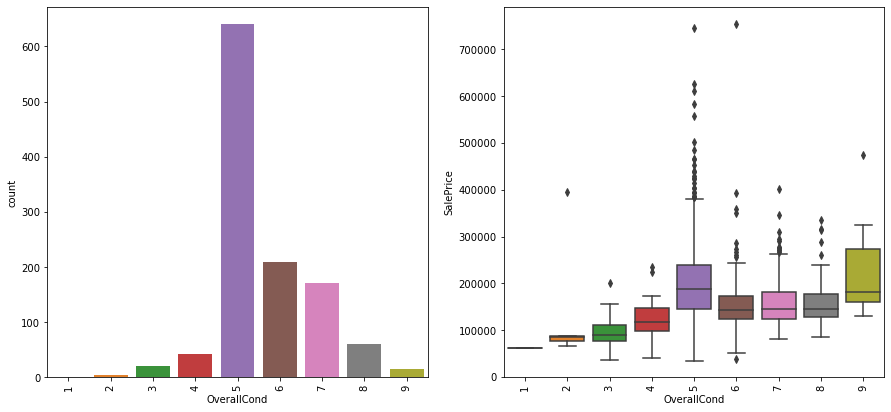 600
500
400
300
200
100
0
count
1 2 3 4 5 6 7 8 9
OverallCond
700000
600000
500000
400000
300000
200000
100000
0
SalePrice
1 2 3 4 5 6 7 8 9
OverallCond